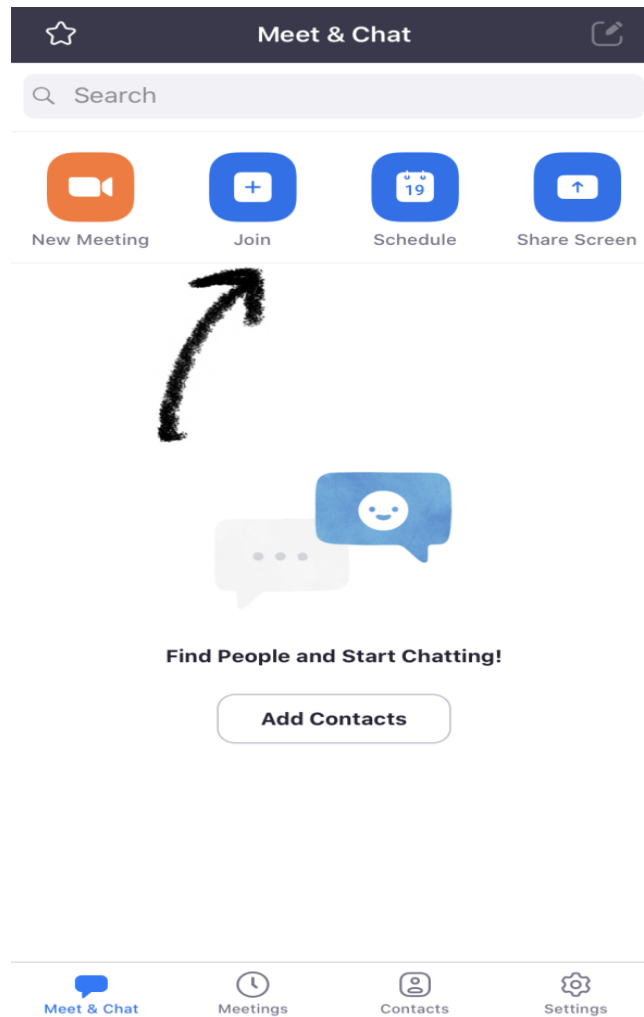 Meet & Chat
Search
19
New Meeting Join Schedule Share Screen
Find People and Start Chatting!
Add Contacts
Meet & Chat Meetings Contacts Settings